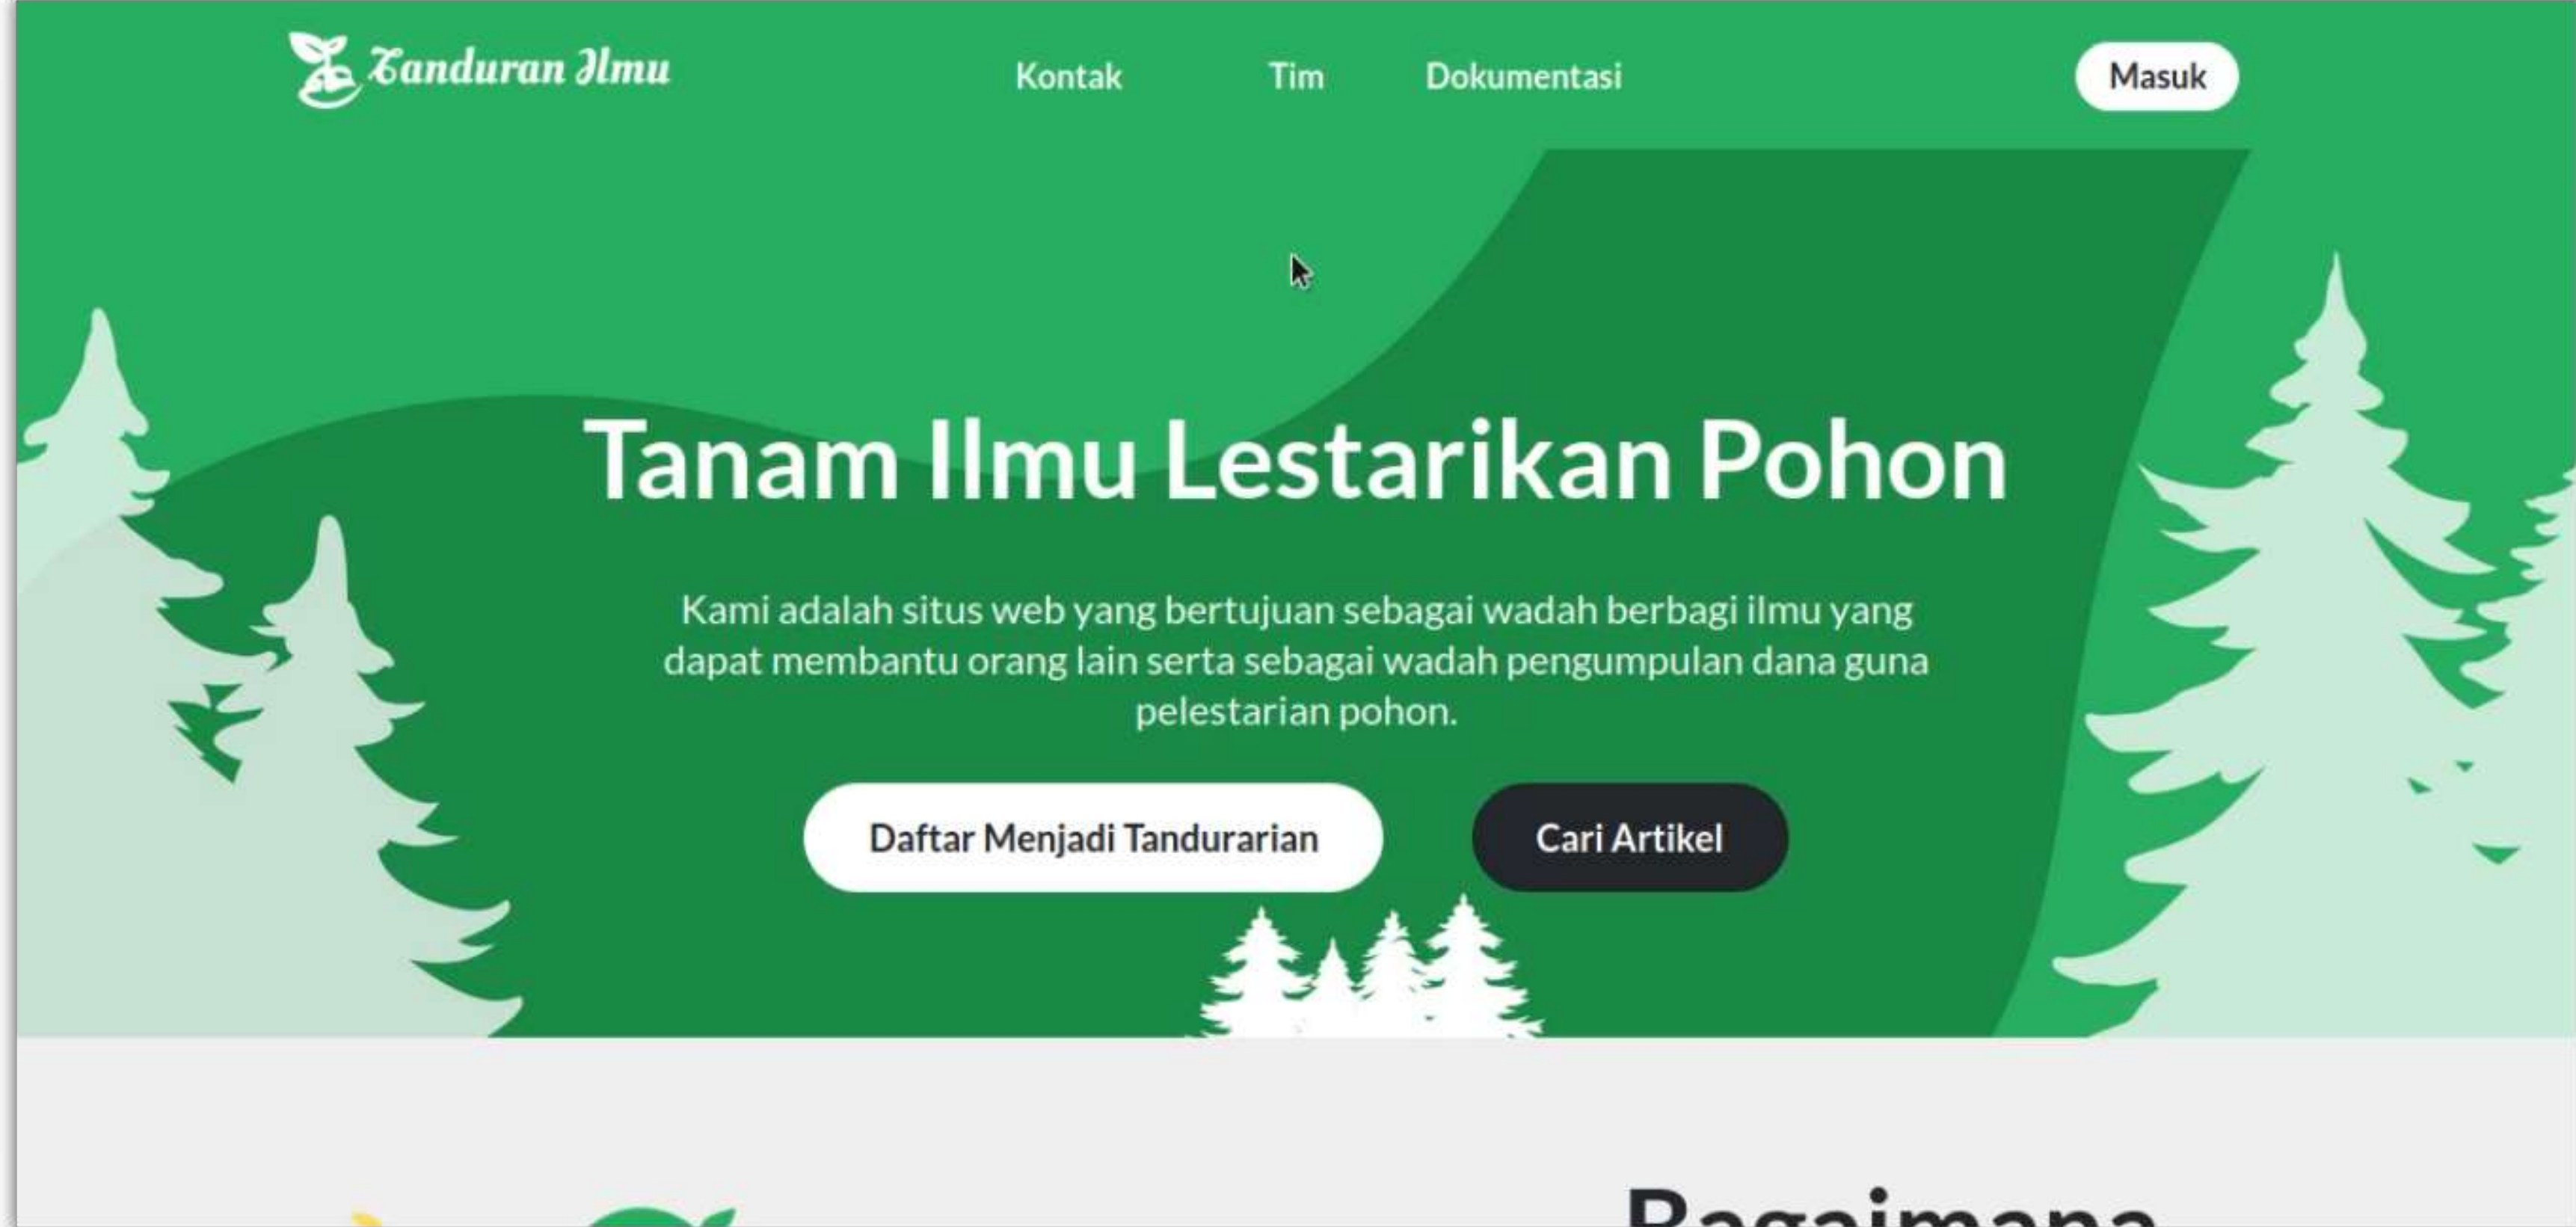 Tanduran Ilmu
Kontak Tim Dokumentasi
Masuk
Tanam Ilmu Lestarikan Pohon
Kami adalah situs web yang bertujuan sebagai wadah berbagi ilmu yang
dapat membantu orang lain serta sebagai wadah pengumpulan dana guna
pelestarian pohon.
Daftar Menjadi Tandurarian
Cari Artikel
Bagaimana